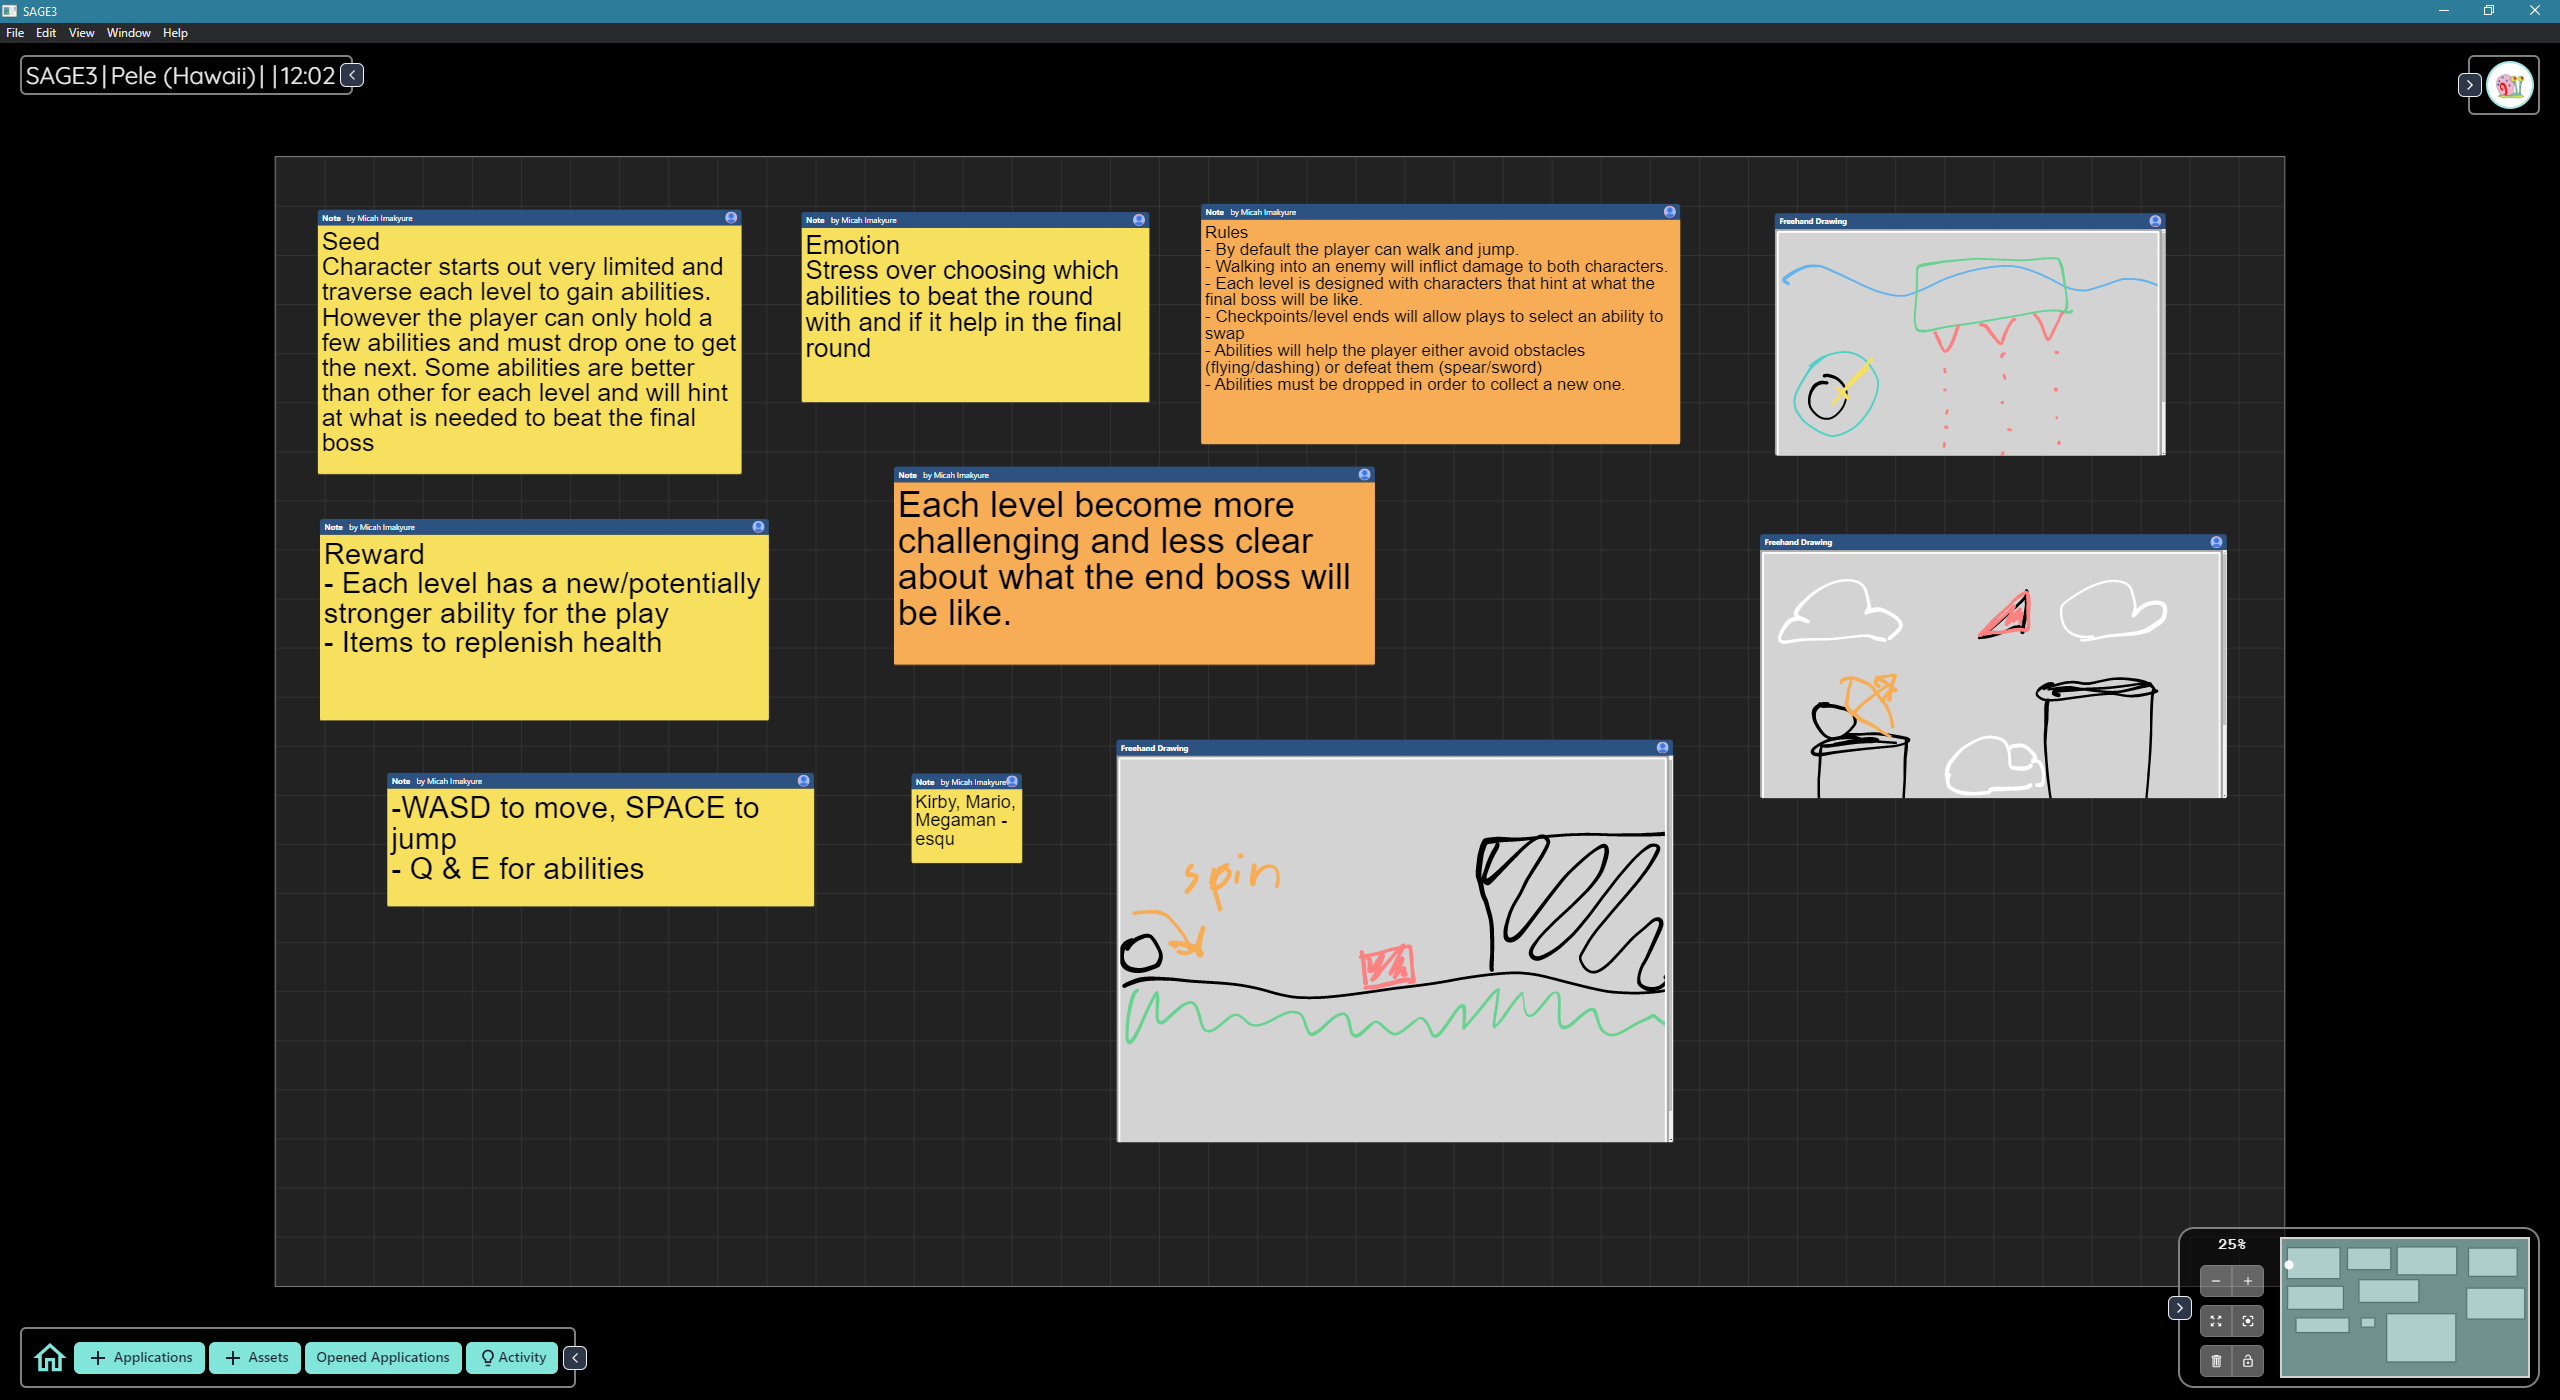 SAGE3
File Edit View Window Help
SAGE3 | Pele (Hawaii) | | 12:02
Note by Micah Imakyure
Seed
Character starts out very limited and
traverse each level to gain abilities.
However the player can only hold a
few abilities and must drop one to get
the next. Some abilities are better
than other for each level and will hint
at what is needed to beat the final
boss
Note by Micah Imakyure
Emotion
Stress over choosing which
abilities to beat the round
with and if it help in the final
round
Note by Micah Imakyure
Rules
- By default the player can walk and jump.
- Walking into an enemy will inflict damage to both characters.
- Each level is designed with characters that hint at what the
final boss will be like.
- Checkpoints/level ends will allow plays to select an ability to
swap
- Abilities will help the player either avoid obstacles
(flying/dashing) or defeat them (spear/sword)
- Abilities must be dropped in order to collect a new one.
Freehand Drawing
Note by Micah Imakyure
Each level become more
challenging and less clear
about what the end boss will
be like.
Note by Micah Imakyure
Reward
- Each level has a new/potentially
stronger ability for the play
- Items to replenish health
Freehand Drawing
Note by Micah Imakyure
-WASD to move, SPACE to
jump
- Q & E for abilities
Note by Micah Imakyure
Kirby, Mario,
Megaman -
esqu
Freehand Drawing
spin
25%
Applications
Assets
Opened Applications
Activity